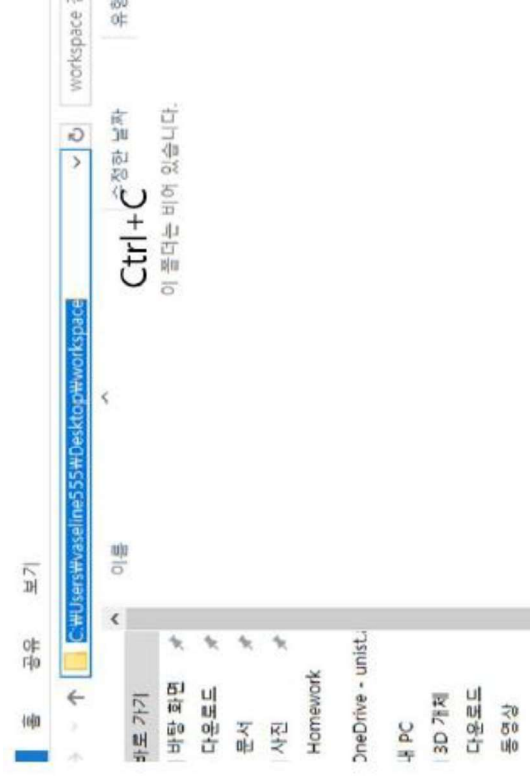 홈 공유 보기
C:₩Users₩vaseline555₩Desktop₩workspace
workspace
이름 수정한 날짜 유형
Ctrl+C
이 폴더는 비어 있습니다.
바로 가기
바탕 화면
다운로드
문서
사진
Homework
OneDrive - unist.
내 PC
3D 개체
다운로드
동영상